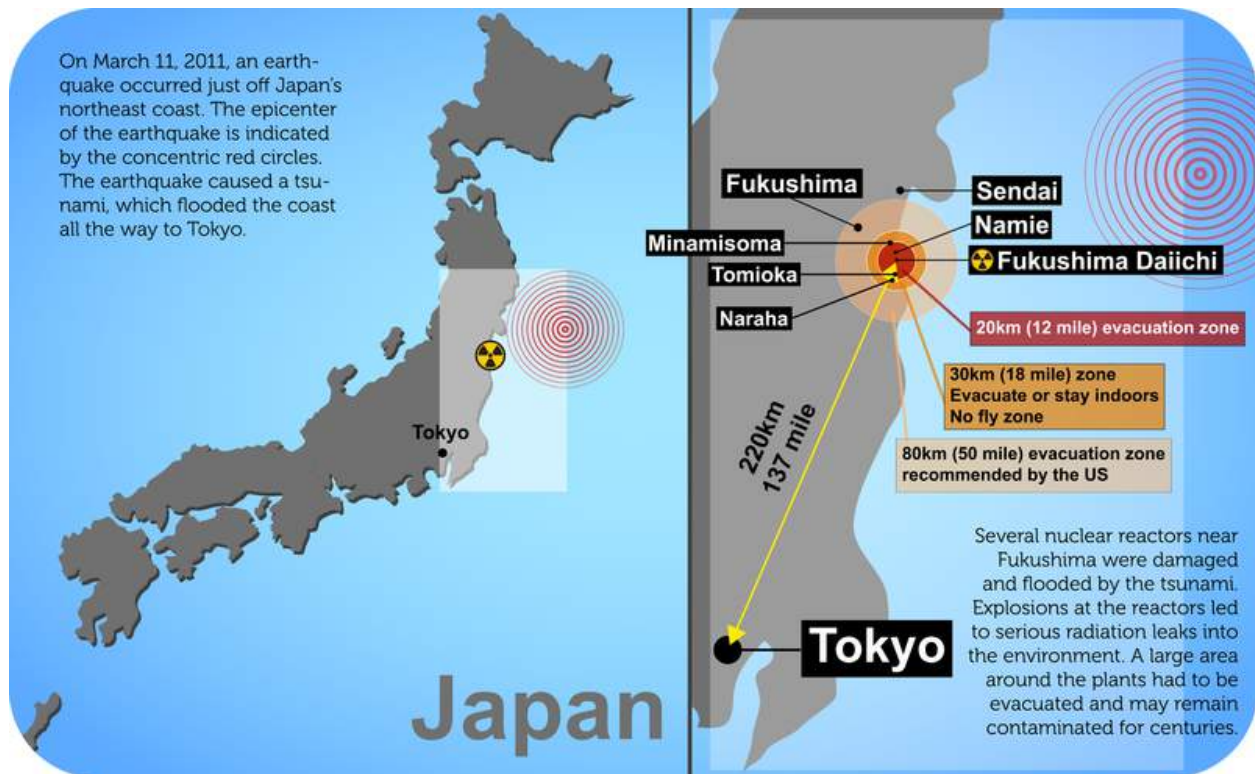 On March 11, 2011, an earth-
quake occurred just off Japan's
northeast coast. The epicenter
of the earthquake is indicated
by the concentric red circles.
The earthquake caused a tsu-
nami, which flooded the coast
all the way to Tokyo.
Tokyo
Japan
Fukushima
Sendai
Minamisoma
Namie
Tomioka
Fukushima Daiichi
Naraha
20km (12 mile) evacuation zone
30km (18 mile) zone
Evacuate or stay indoors
No fly zone
80km (50 mile) evacuation zone
recommended by the US
220km
137 mile
Tokyo
Several nuclear reactors near
Fukushima were damaged
and flooded by the tsunami.
Explosions at the reactors led
to serious radiation leaks into
the environment. A large area
around the plants had to be
evacuated and may remain
contaminated for centuries.